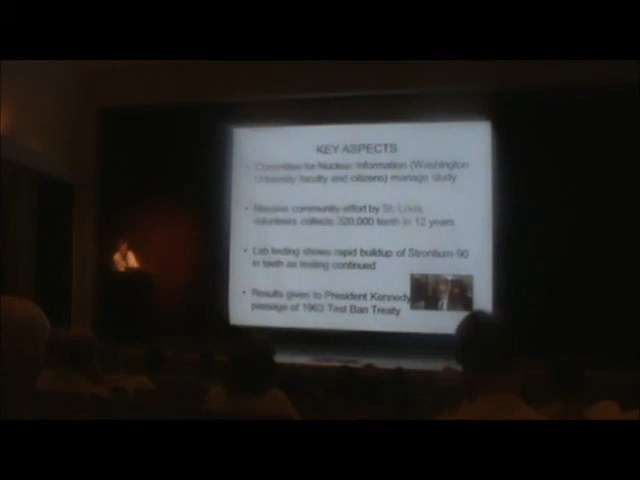 KEY ASPECTS
• Committee for Nuclear Information (Washington
University faculty and citizens) manage study
• Massive community effort by St. Louis,
volunteers collects 320,000 teeth in 12 years
• Lab testing shows rapid buildup of Strontium 90
in teeth as testing continued
• Results given to President Kennedy
passage of 1963 Test Ban Treaty